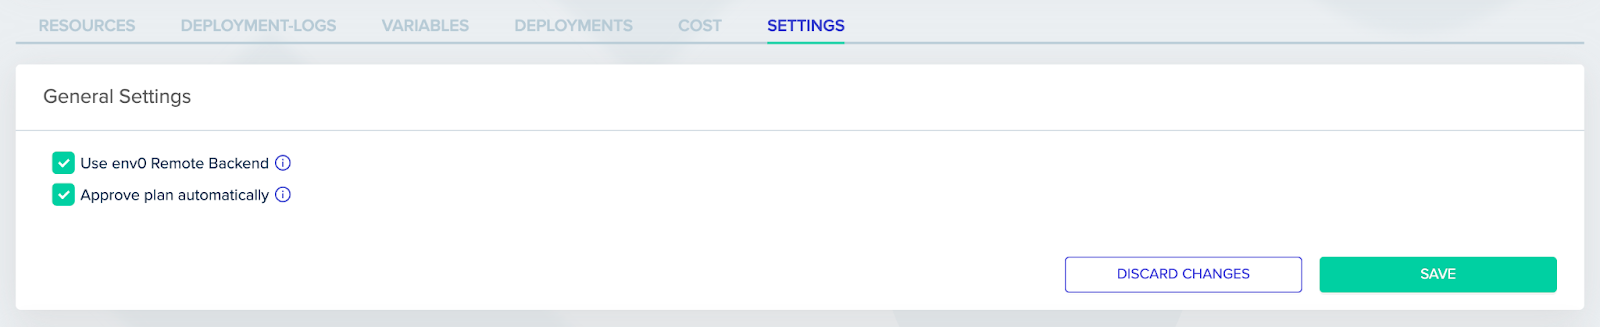 RESOURCES DEPLOYMENT-LOGS VARIABLES DEPLOYMENTS COST SETTINGS
General Settings
Use env0 Remote Backend
Approve plan automatically
DISCARD CHANGES SAVE